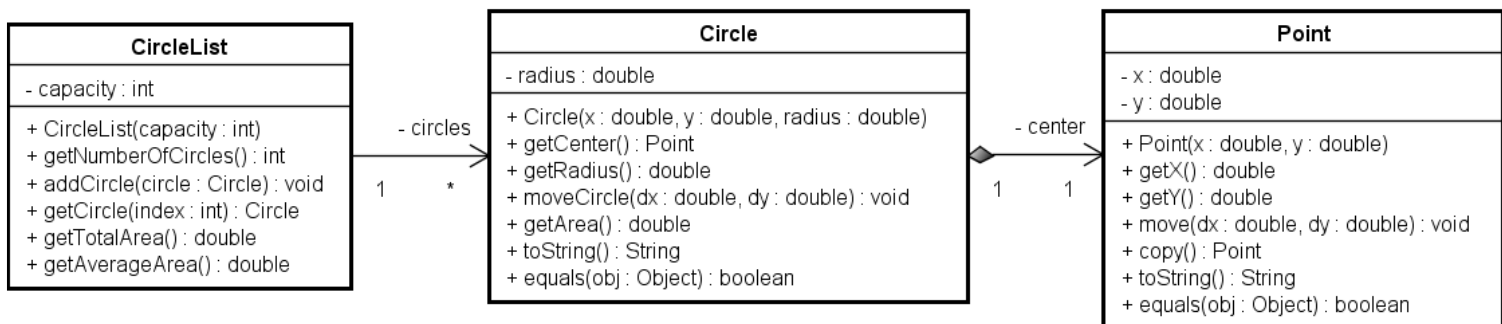 CircleList
- capacity : int
+ CircleList(capacity : int)
+ getNumberOfCircles() : int
+ addCircle(circle : Circle) : void
+ getCircle(index : int) : Circle
+ getTotalArea() : double
+ getAverageArea() : double
- circles
1 *
Circle
- radius : double
+ Circle(x : double, y : double, radius : double)
+ getCenter() : Point
+ getRadius() : double
+ moveCircle(dx : double, dy : double) : void
+ getArea() : double
+ toString() : String
+ equals(obj : Object) : boolean
- center
1 1
Point
- x : double
- y : double
+ Point(x : double, y : double)
+ getX() : double
+ getY() : double
+ move(dx : double, dy : double) : void
+ copy() : Point
+ toString() : String
+ equals(obj : Object) : boolean